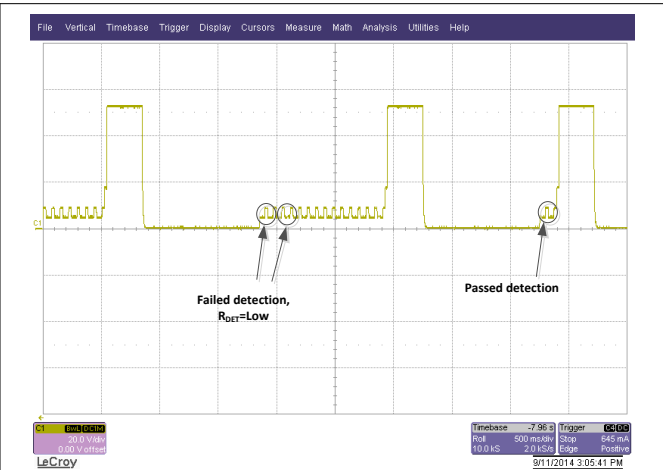 File Vertical Timebase Trigger Display Cursors Measure Math Analysis Utilities Help
C1
Failed detection,
R_DET=Low
Passed detection
C1 BwL DC1M
20.0 V/div
0.00 V offset
Timebase -7.96 s
Roll 500 ms/div
10.0 kS 2.0 kS/s
Trigger C4 DC
Stop 645 mA
Edge Positive
LeCroy
9/11/2014 3:05:41 PM